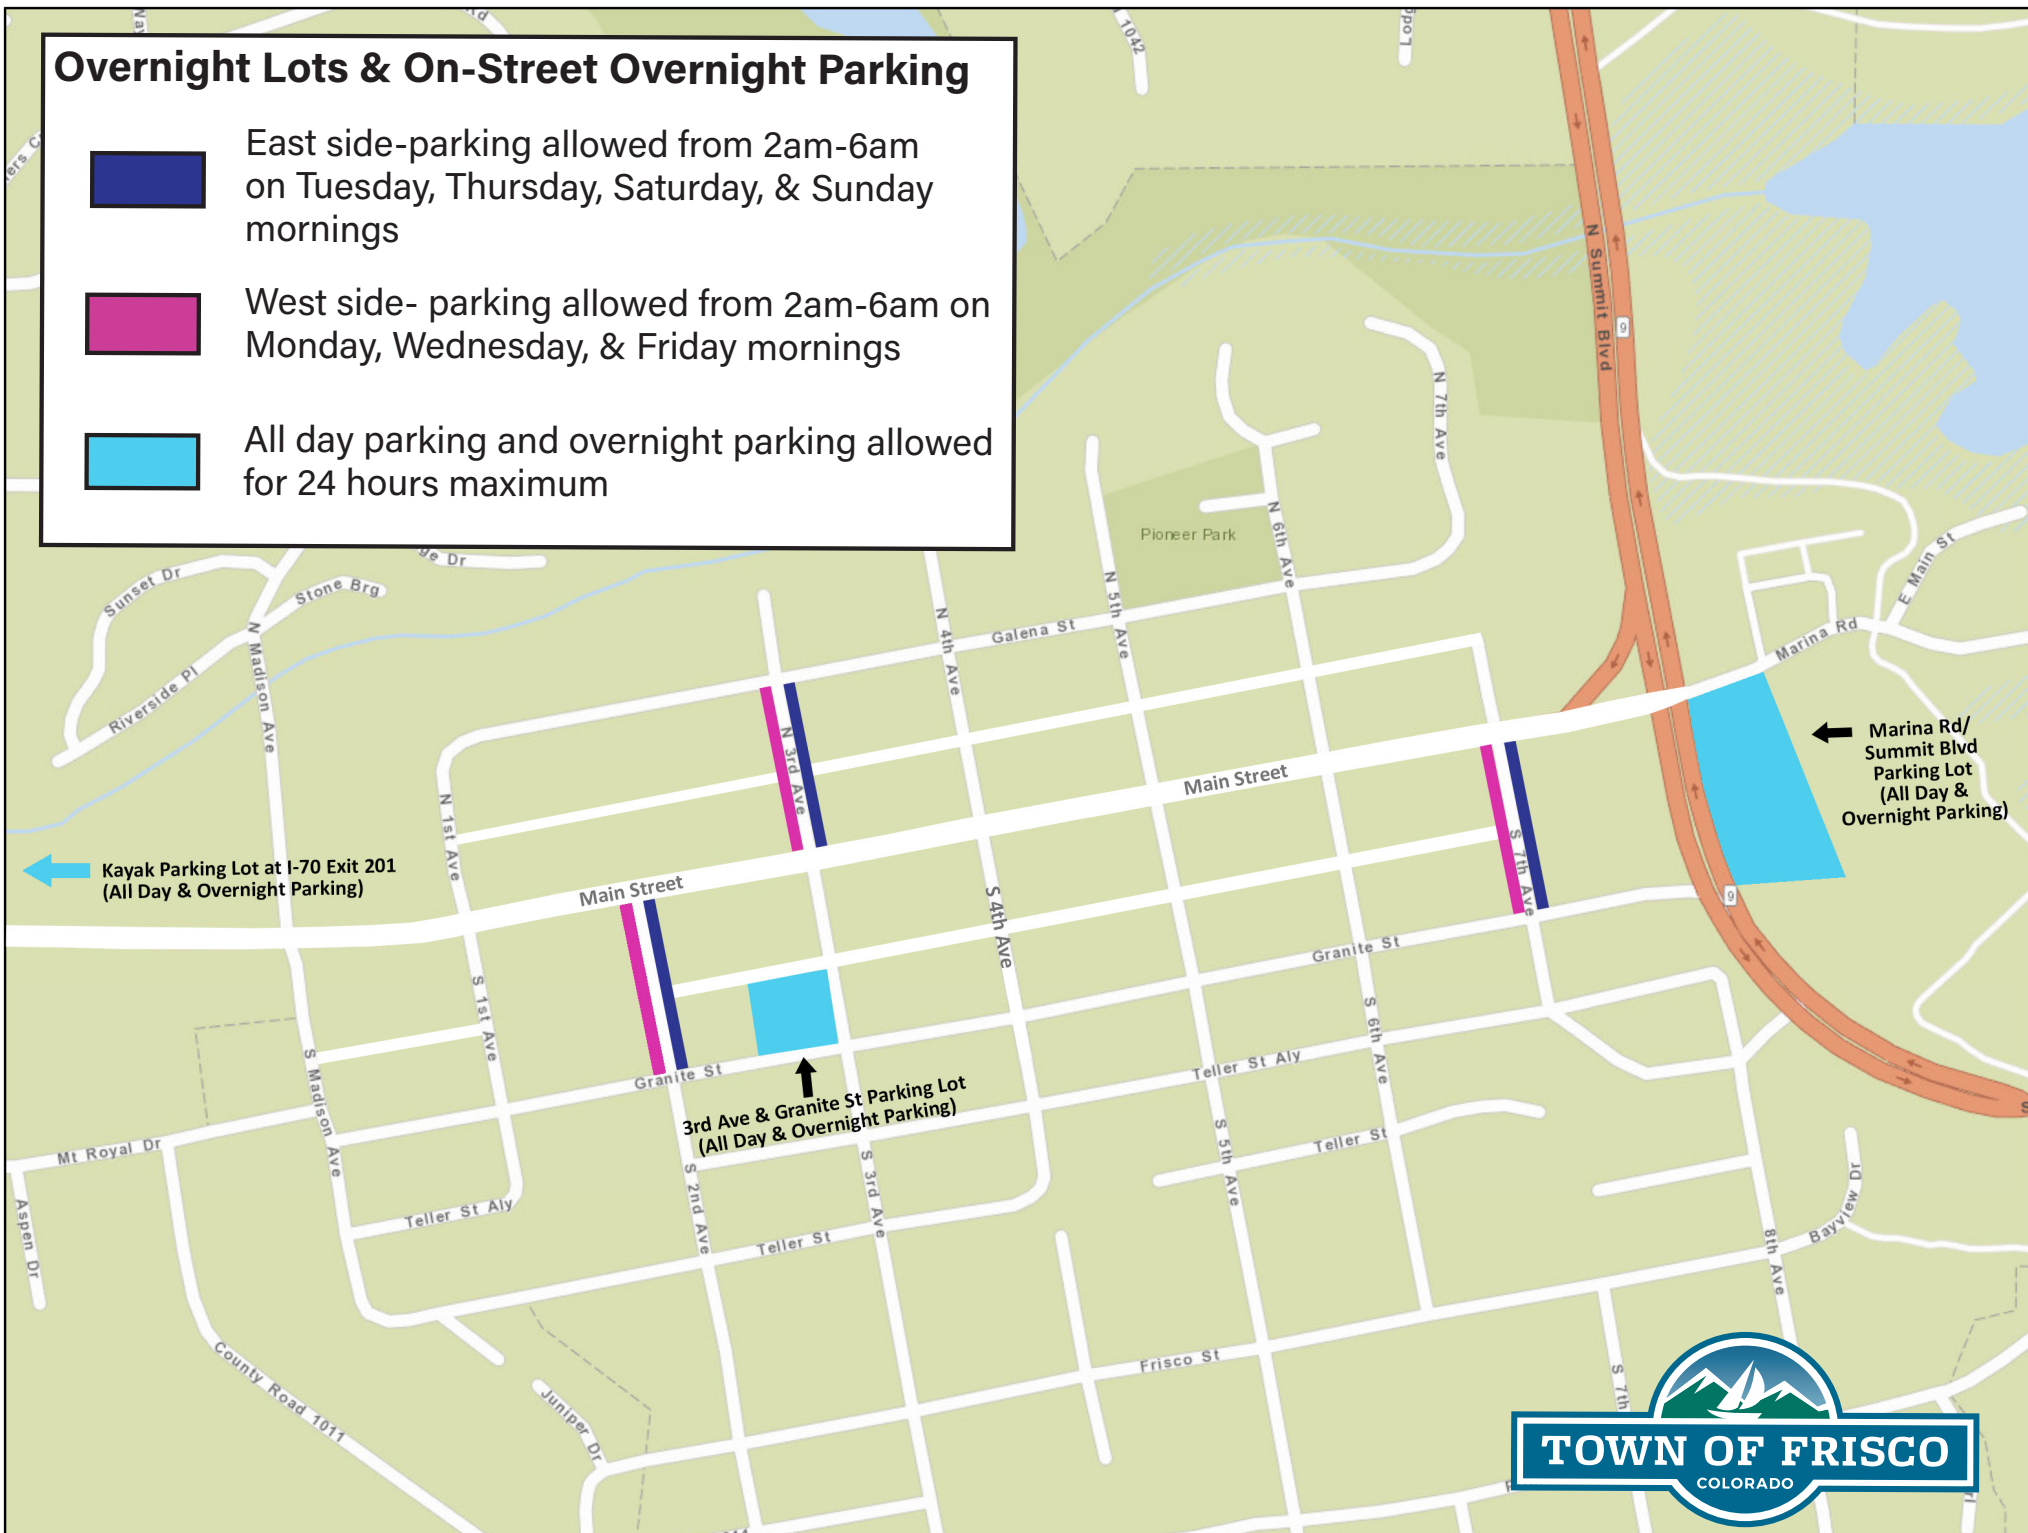 Overnight Lots & On-Street Overnight Parking
East side-parking allowed from 2am-6am
on Tuesday, Thursday, Saturday, & Sunday
mornings
West side- parking allowed from 2am-6am on
Monday, Wednesday, & Friday mornings
All day parking and overnight parking allowed
for 24 hours maximum
Rd
1042
N Summit Blvd
9
N 7th Ave
Pioneer Park
N 6th Ave
N 5th Ave
N 4th Ave
Galena St
E Main St
Marina Rd
Sunset Dr
Stone Brg
Dr
Riverside Pl
N Madison Ave
N 3rd Ave
N 1st Ave
Main Street
Marina Rd/
Summit Blvd
Parking Lot
(All Day &
Overnight Parking)
Kayak Parking Lot at I-70 Exit 201
(All Day & Overnight Parking)
Main Street
S 7th Ave
9
S 4th Ave
Granite St
S 1st Ave
S Madison Ave
Granite St
3rd Ave & Granite St Parking Lot
(All Day & Overnight Parking)
S 6th Ave
Teller St Aly
Teller St
S 5th Ave
Mt Royal Dr
Aspen Dr
Teller St Aly
S 2nd Ave
S 3rd Ave
Teller St
Bayview Dr
8th Ave
County Road 1011
Juniper Dr
Frisco St
S 7th
TOWN OF FRISCO
COLORADO